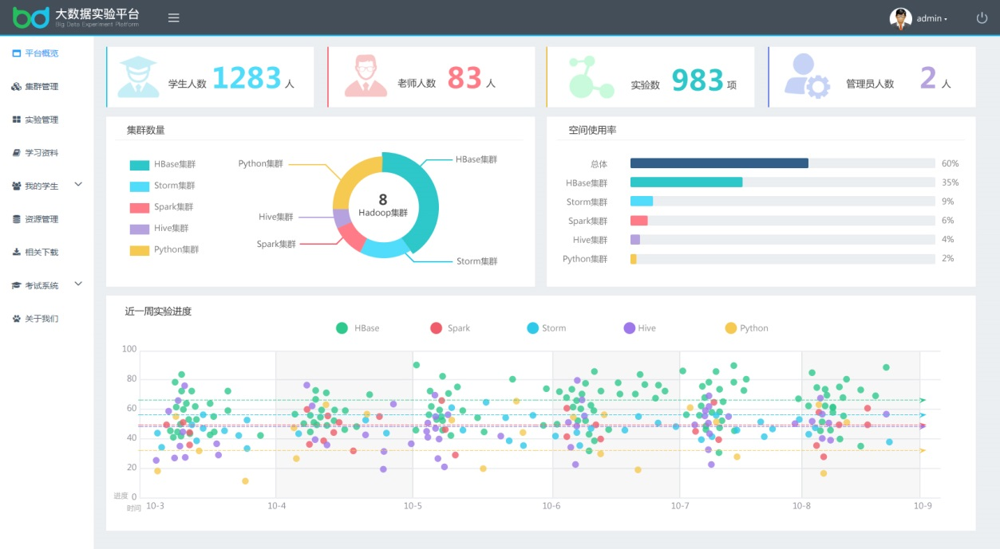 大数据实验平台
Big Data Experiment Platform
admin
平台概览
集群管理
实验管理
学习资料
我的学生
资源管理
相关下载
考试系统
关于我们
学生人数 1283 人
老师人数 83 人
实验数 983 项
管理员人数 2 人
集群数量
HBase集群
Storm集群
Spark集群
Hive集群
Python集群
Python集群
HBase集群
Hive集群
Spark集群
Storm集群
8
Hadoop集群
空间使用率
总体 60%
HBase集群 35%
Storm集群 9%
Spark集群 6%
Hive集群 4%
Python集群 2%
近一周实验进度
HBase Spark Storm Hive Python
100
80
60
40
20
进度 0
时间 10-3 10-4 10-5 10-6 10-7 10-8 10-9